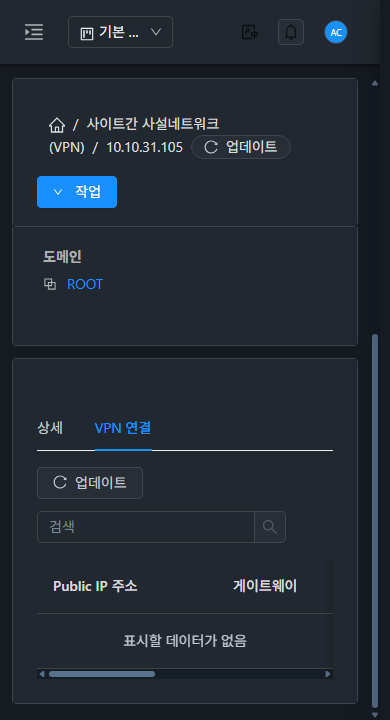 기본 ...
AC
/ 사이트간 사설네트워크
(VPN) / 10.10.31.105 업데이트
작업
도메인
ROOT
상세 VPN 연결
업데이트
검색
Public IP 주소 게이트웨이
표시할 데이터가 없음